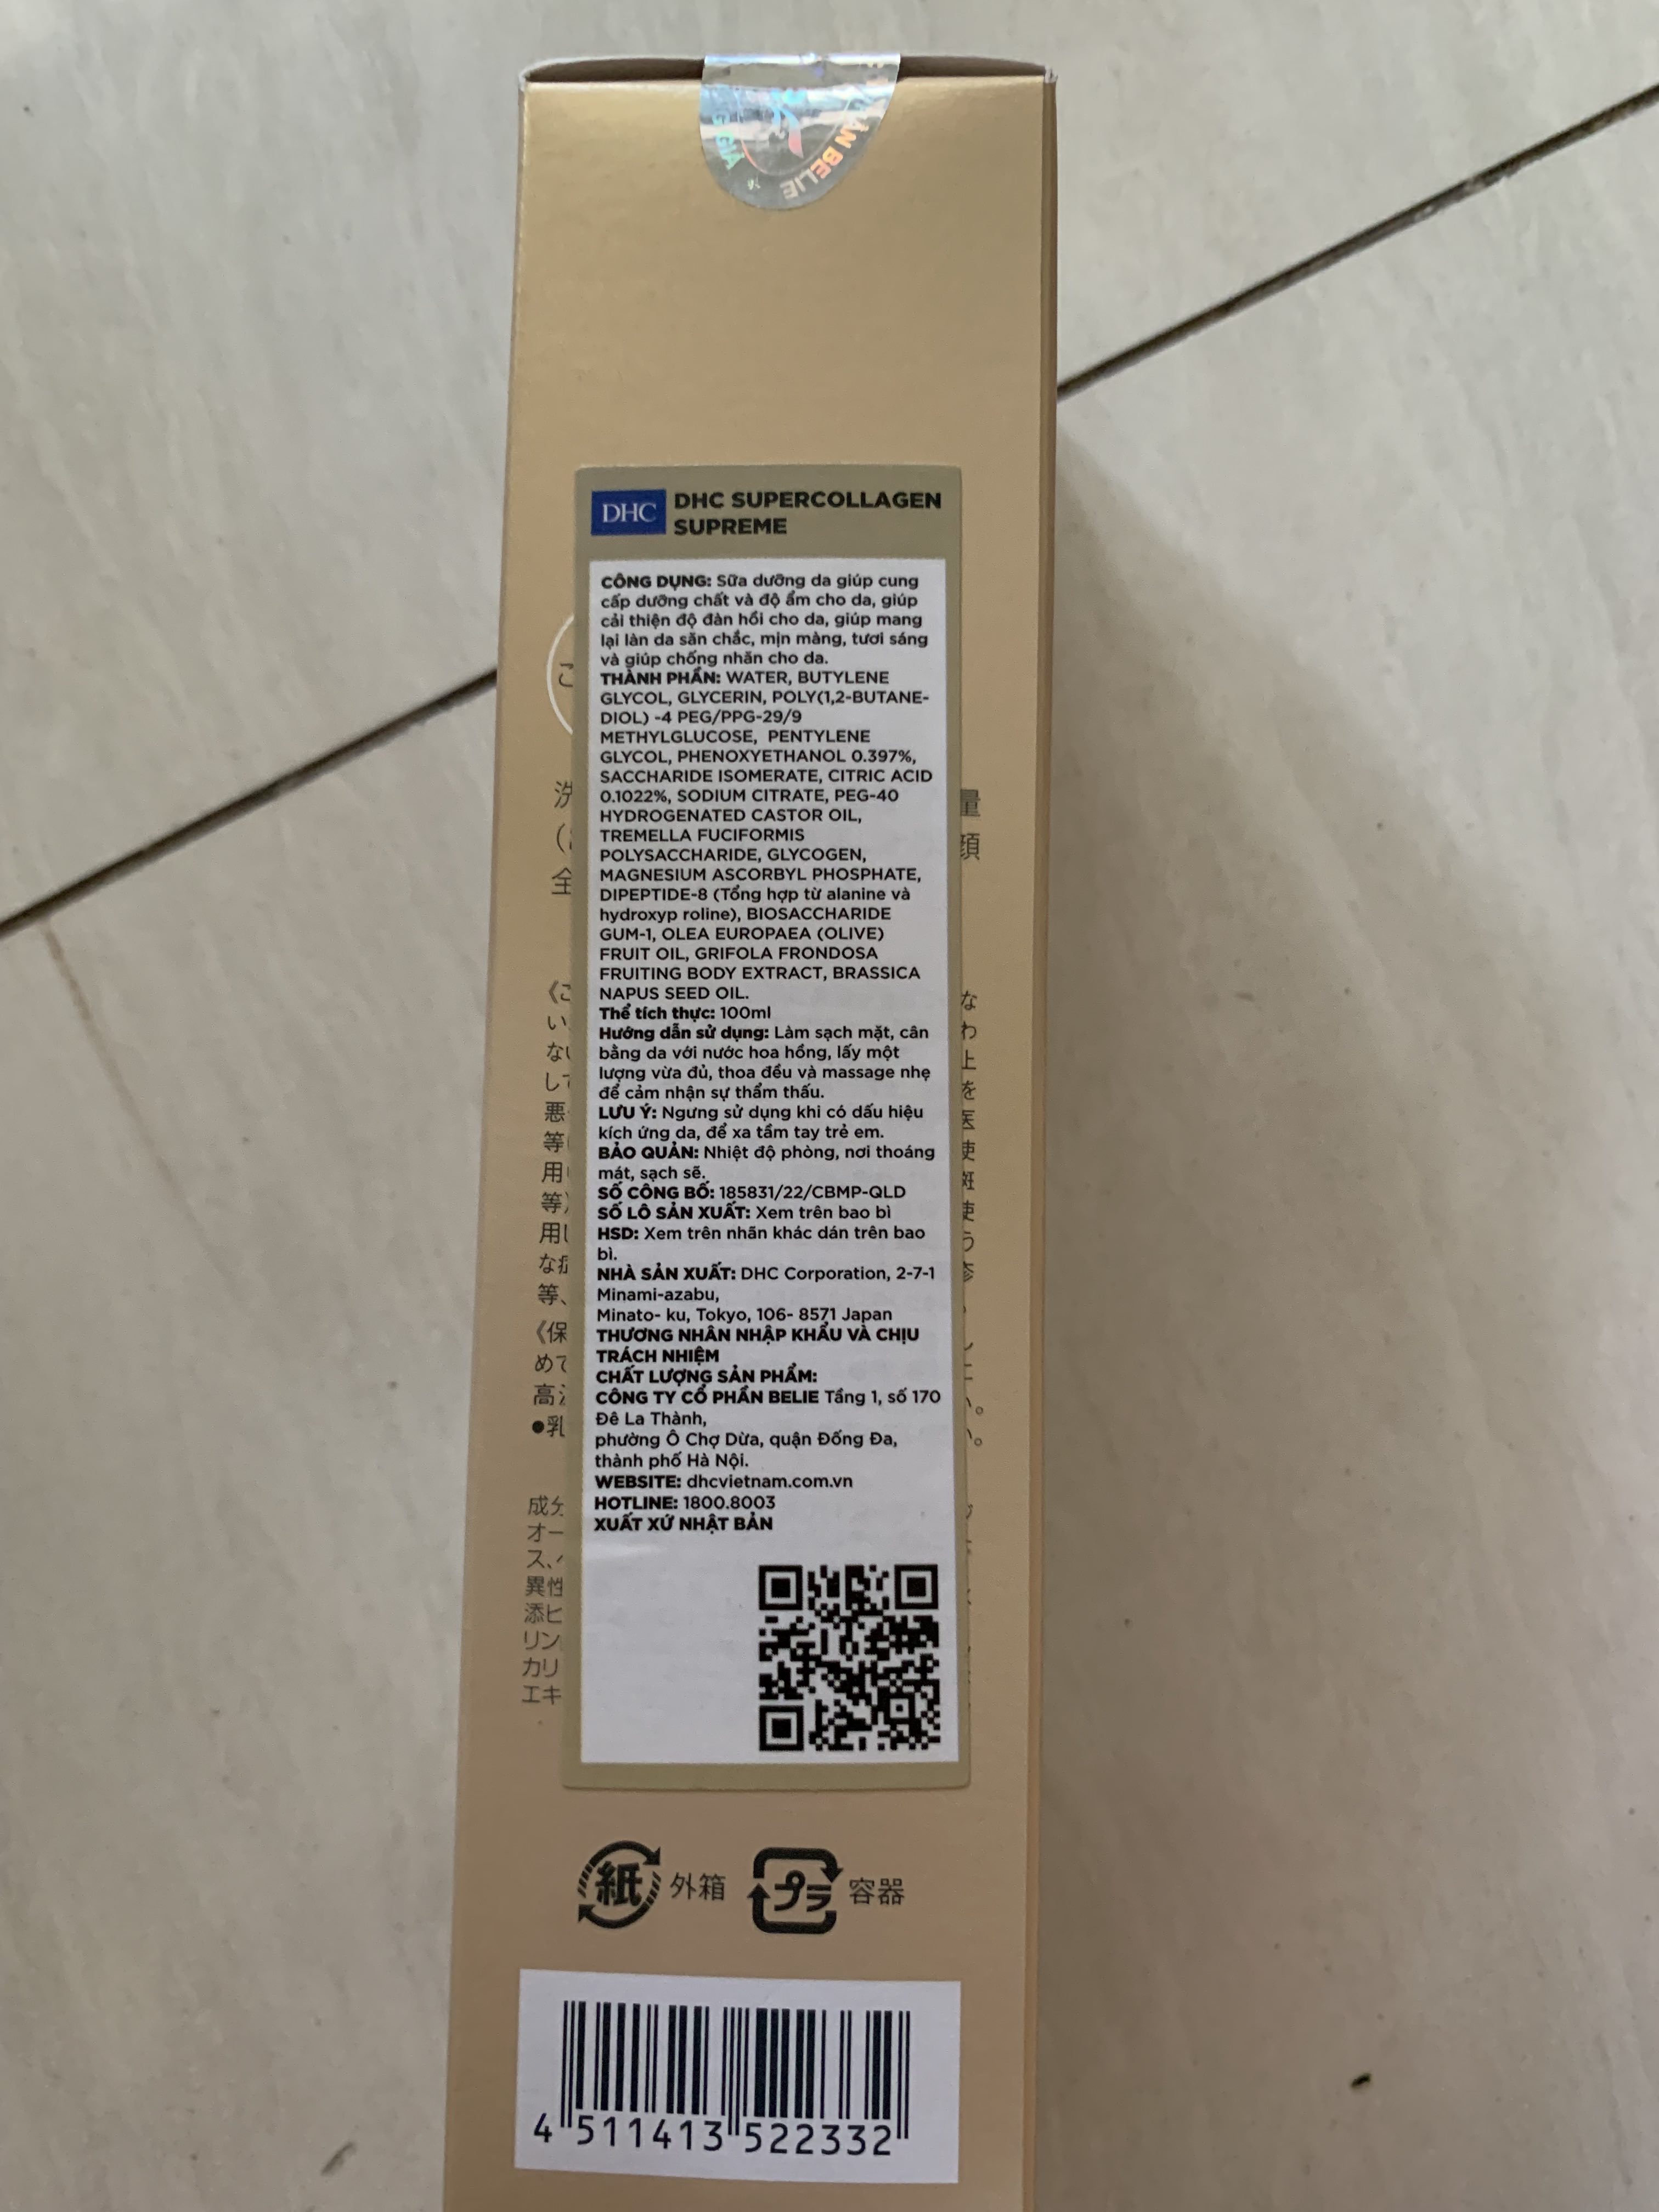 BELIE
DHC
DHC SUPERCOLLAGEN
SUPREME
CÔNG DỤNG: Sữa dưỡng da giúp cung
cấp dưỡng chất và độ ẩm cho da, giúp
cải thiện độ đàn hồi cho da, giúp mang
lại làn da săn chắc, mịn màng, tươi sáng
và giúp chống nhăn cho da.
THÀNH PHẦN: WATER, BUTYLENE
GLYCOL, GLYCERIN, POLY(1,2-BUTANE-
DIOL) -4 PEG/PPG-29/9
METHYLGLUCOSE, PENTYLENE
GLYCOL, PHENOXYETHANOL 0.397%,
SACCHARIDE ISOMERATE, CITRIC ACID
0.1022%, SODIUM CITRATE, PEG-40
HYDROGENATED CASTOR OIL,
TREMELLA FUCIFORMIS
POLYSACCHARIDE, GLYCOGEN,
MAGNESIUM ASCORBYL PHOSPHATE,
DIPEPTIDE-8 (Tổng hợp từ alanine và
hydroxyp roline), BIOSACCHARIDE
GUM-1, OLEA EUROPAEA (OLIVE)
FRUIT OIL, GRIFOLA FRONDOSA
FRUITING BODY EXTRACT, BRASSICA
NAPUS SEED OIL.
Thể tích thực: 100ml
Hướng dẫn sử dụng: Làm sạch mặt, cân
bằng da với nước hoa hồng, lấy một
lượng vừa đủ, thoa đều và massage nhẹ
để cảm nhận sự thẩm thấu.
LƯU Ý: Ngưng sử dụng khi có dấu hiệu
kích ứng da, để xa tầm tay trẻ em.
BẢO QUẢN: Nhiệt độ phòng, nơi thoáng
mát, sạch sẽ.
SỐ CÔNG BỐ: 185831/22/CBMP-QLD
SỐ LÔ SẢN XUẤT: Xem trên bao bì
HSD: Xem trên nhãn khác dán trên bao
bì.
NHÀ SẢN XUẤT: DHC Corporation, 2-7-1
Minami-azabu,
Minato- ku, Tokyo, 106- 8571 Japan
THƯƠNG NHÂN NHẬP KHẨU VÀ CHỊU
TRÁCH NHIỆM
CHẤT LƯỢNG SẢN PHẨM:
CÔNG TY CỔ PHẦN BELIE Tầng 1, số 170
Đê La Thành,
phường Ô Chợ Dừa, quận Đống Đa,
thành phố Hà Nội.
WEBSITE: dhcvietnam.com.vn
HOTLINE: 1800.8003
XUẤT XỨ NHẬT BẢN
紙 外箱 プラ 容器
4 511413 522332